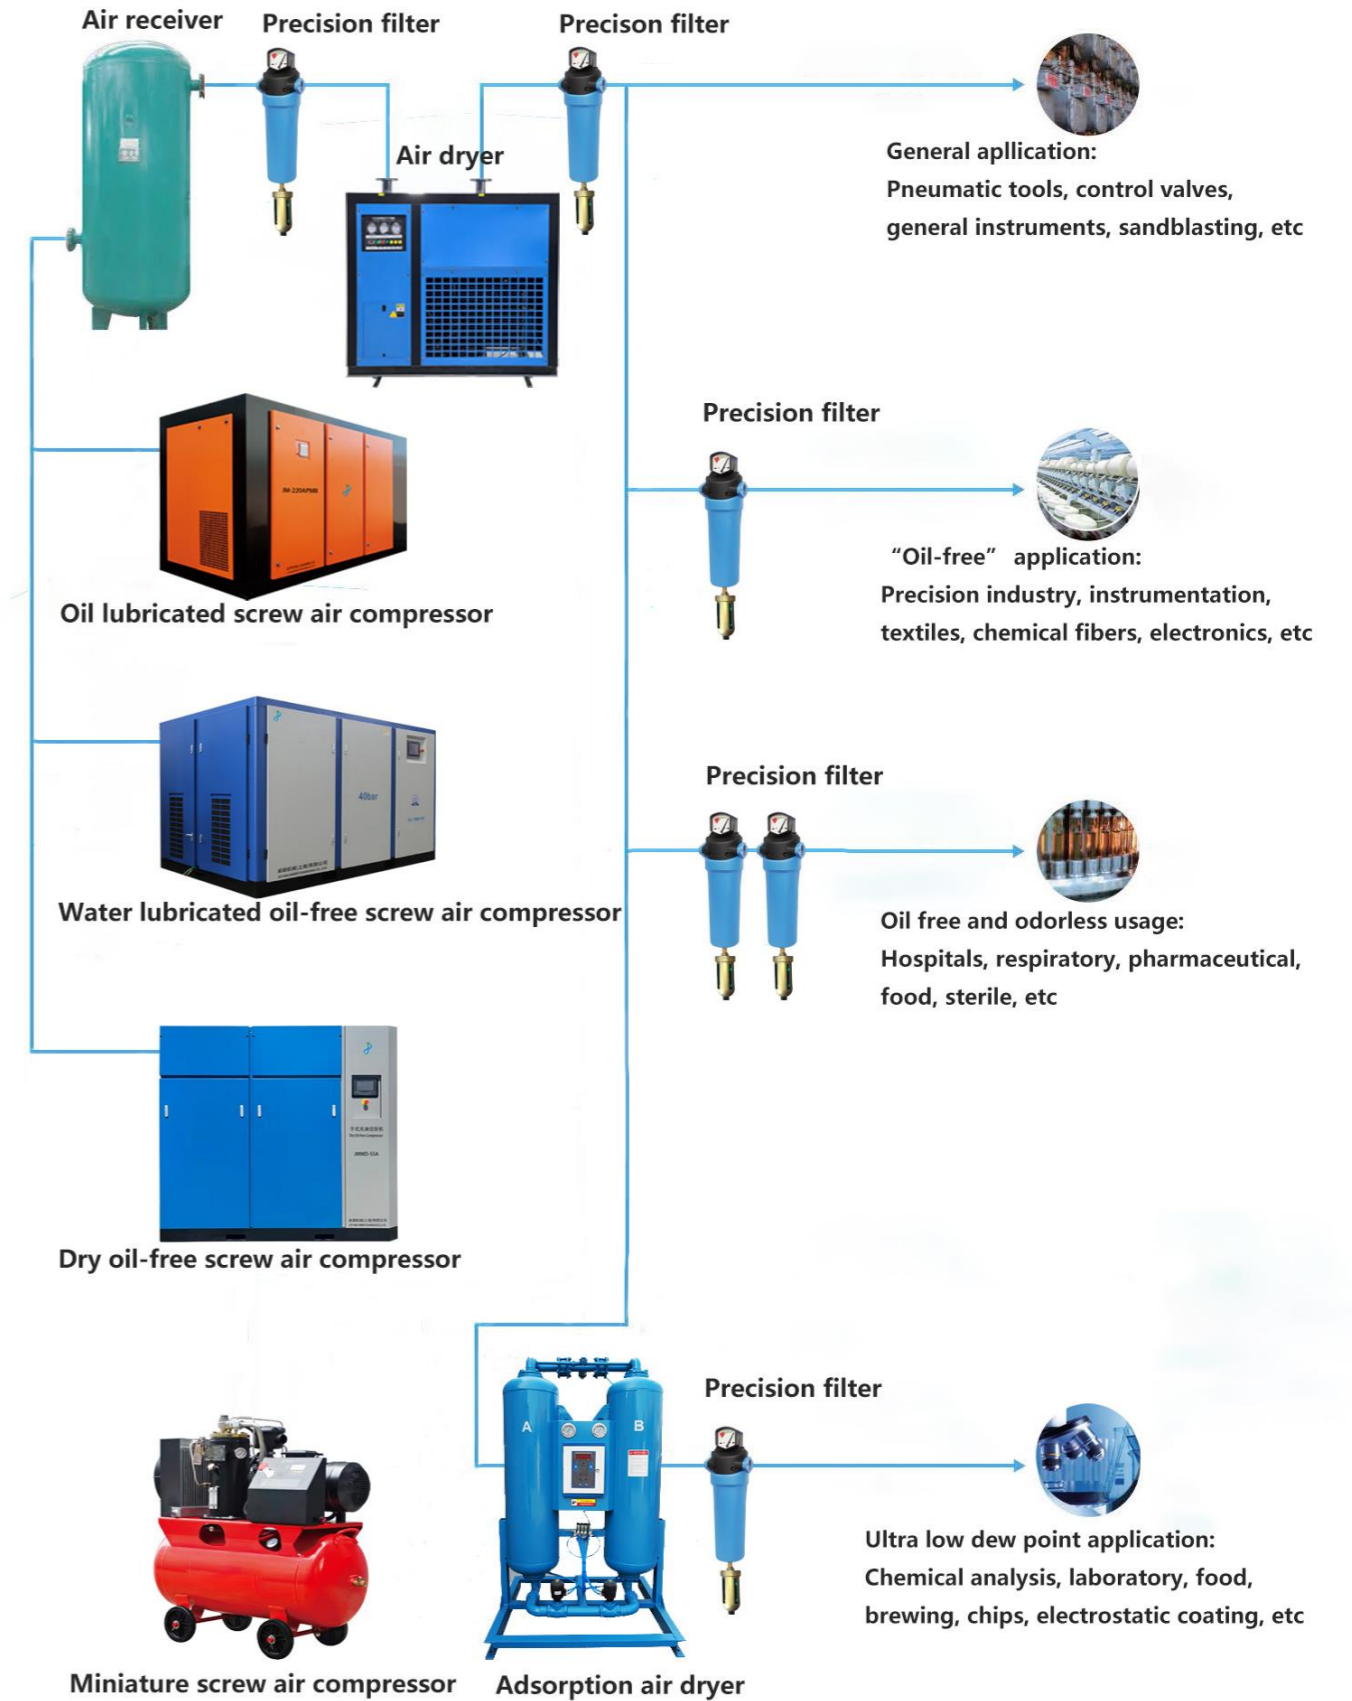 Air receiver
Precision filter
Precison filter
Air dryer
General apllication:
Pneumatic tools, control valves,
general instruments, sandblasting, etc
JM-220APMII
Oil lubricated screw air compressor
Precision filter
“Oil-free” application:
Precision industry, instrumentation,
textiles, chemical fibers, electronics, etc
40bar
Water lubricated oil-free screw air compressor
Precision filter
Oil free and odorless usage:
Hospitals, respiratory, pharmaceutical,
food, sterile, etc
Dry oil-free screw air compressor
A
B
Precision filter
Ultra low dew point application:
Chemical analysis, laboratory, food,
brewing, chips, electrostatic coating, etc
Miniature screw air compressor
Adsorption air dryer